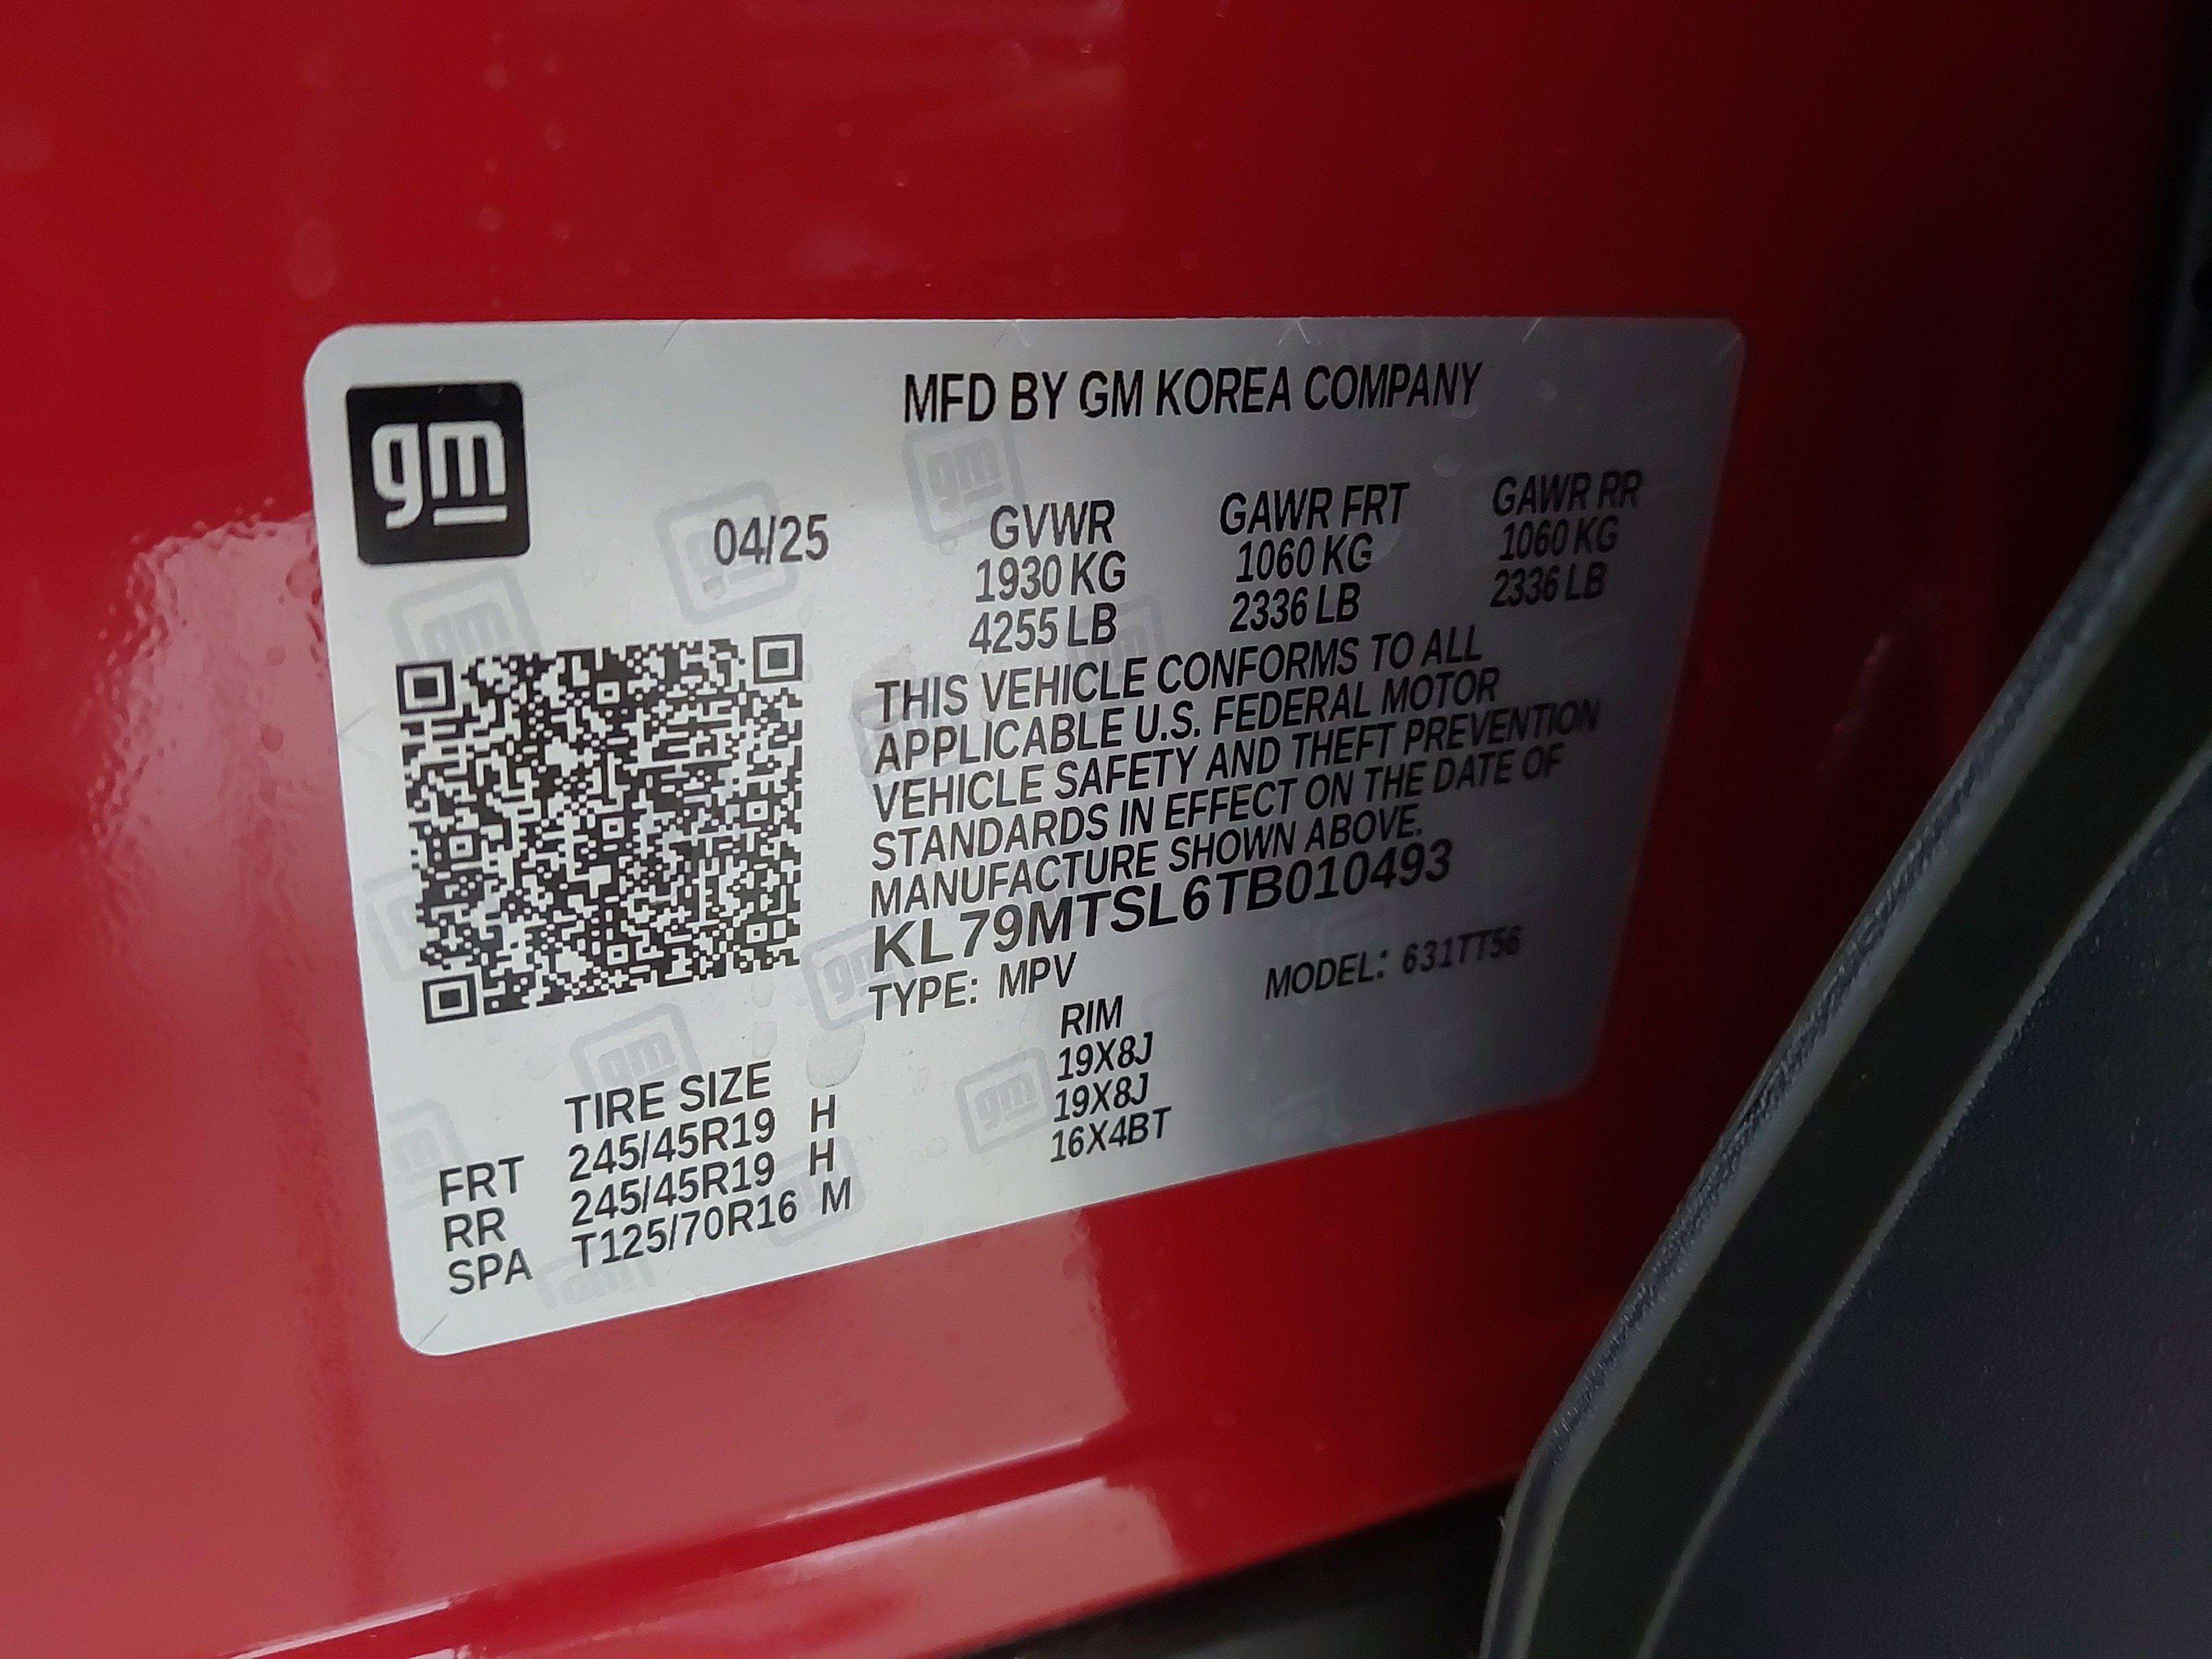 gm
MFD BY GM KOREA COMPANY
04/25
GVWR GAWR FRT GAWR RR
1930 KG 1060 KG 1060 KG
4255 LB 2336 LB 2336 LB
THIS VEHICLE CONFORMS TO ALL
APPLICABLE U.S. FEDERAL MOTOR
VEHICLE SAFETY AND THEFT PREVENTION
STANDARDS IN EFFECT ON THE DATE OF
MANUFACTURE SHOWN ABOVE.
KL79MTSL6TB010493
TYPE: MPV MODEL: 631TT56
TIRE SIZE RIM
FRT 245/45R19 H 19X8J
RR 245/45R19 H 19X8J
SPA T125/70R16 M 16X4BT